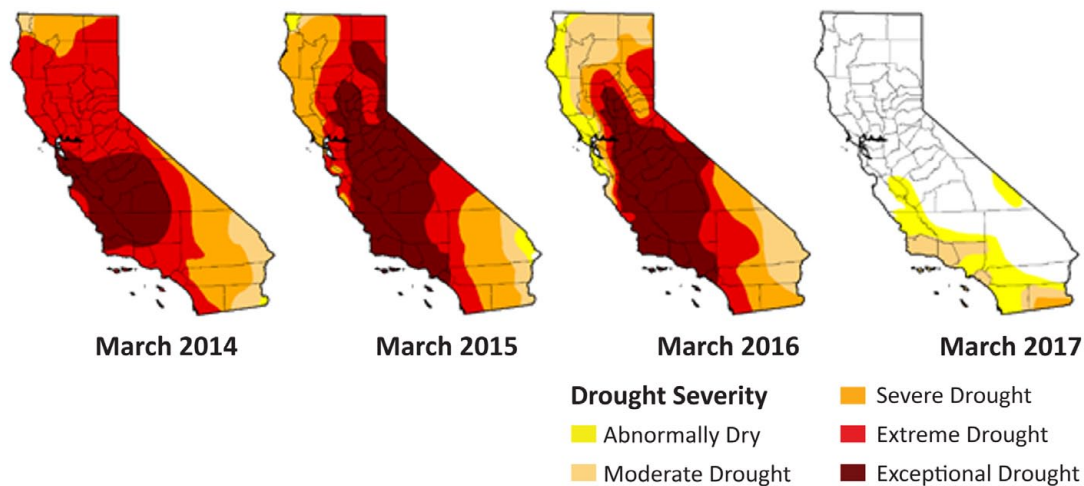 March 2014
March 2015
March 2016
March 2017
Drought Severity
Abnormally Dry
Moderate Drought
Severe Drought
Extreme Drought
Exceptional Drought